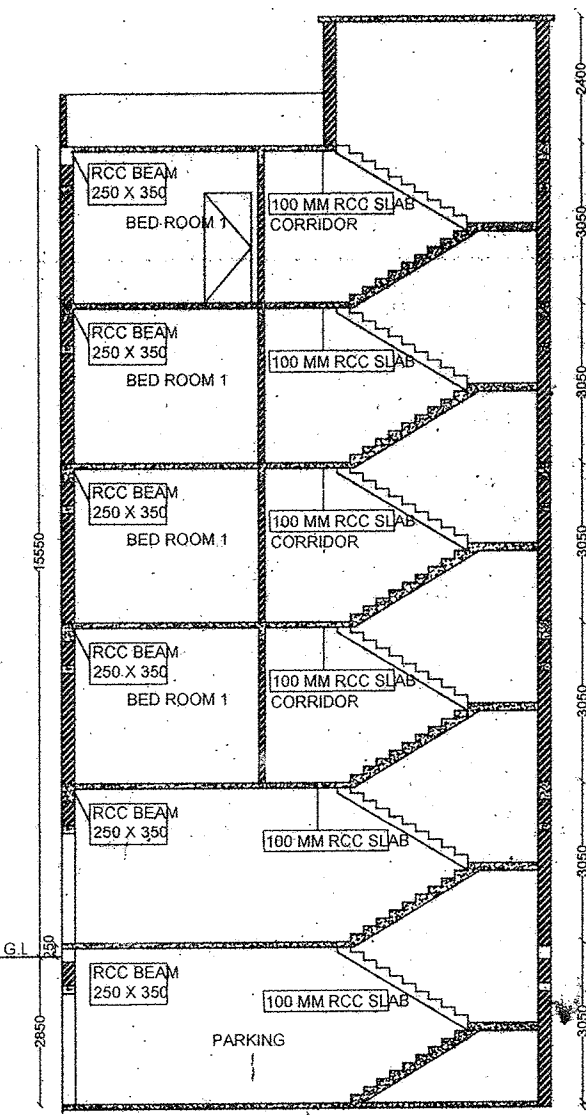 2400
RCC BEAM
250 X 350
BED ROOM 1
100 MM RCC SLAB
CORRIDOR
3050
RCC BEAM
250 X 350
BED ROOM 1
100 MM RCC SLAB
3050
RCC BEAM
250 X 350
BED ROOM 1
100 MM RCC SLAB
CORRIDOR
3050
15550
RCC BEAM
250 X 350
BED ROOM 1
100 MM RCC SLAB
CORRIDOR
3050
RCC BEAM
250 X 350
100 MM RCC SLAB
3050
G.L
250
RCC BEAM
250 X 350
100 MM RCC SLAB
3050
2850
PARKING